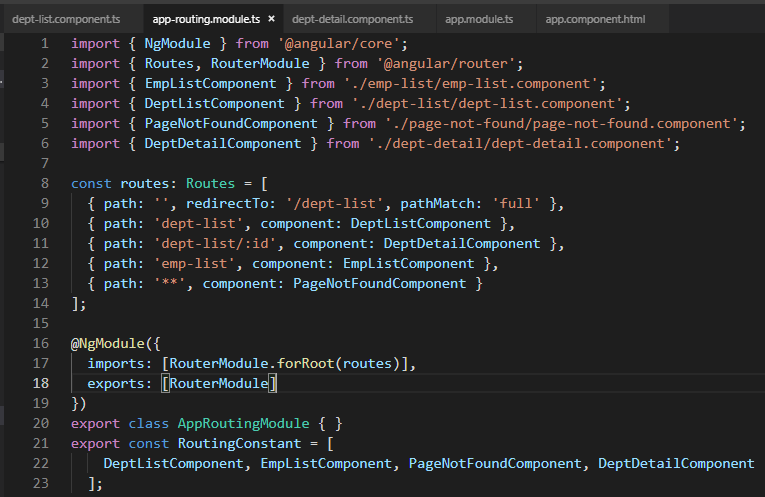 dept-list.component.ts app-routing.module.ts × dept-detail.component.ts app.module.ts app.component.html
1 import { NgModule } from '@angular/core';
2 import { Routes, RouterModule } from '@angular/router';
3 import { EmpListComponent } from './emp-list/emp-list.component';
4 import { DeptListComponent } from './dept-list/dept-list.component';
5 import { PageNotFoundComponent } from './page-not-found/page-not-found.component';
6 import { DeptDetailComponent } from './dept-detail/dept-detail.component';
7
8 const routes: Routes = [
9 { path: '', redirectTo: '/dept-list', pathMatch: 'full' },
10 { path: 'dept-list', component: DeptListComponent },
11 { path: 'dept-list/:id', component: DeptDetailComponent },
12 { path: 'emp-list', component: EmpListComponent },
13 { path: '**', component: PageNotFoundComponent }
14 ];
15
16 @NgModule({
17 imports: [RouterModule.forRoot(routes)],
18 exports: [RouterModule]
19 })
20 export class AppRoutingModule { }
21 export const RoutingConstant = [
22 DeptListComponent, EmpListComponent, PageNotFoundComponent, DeptDetailComponent
23 ];